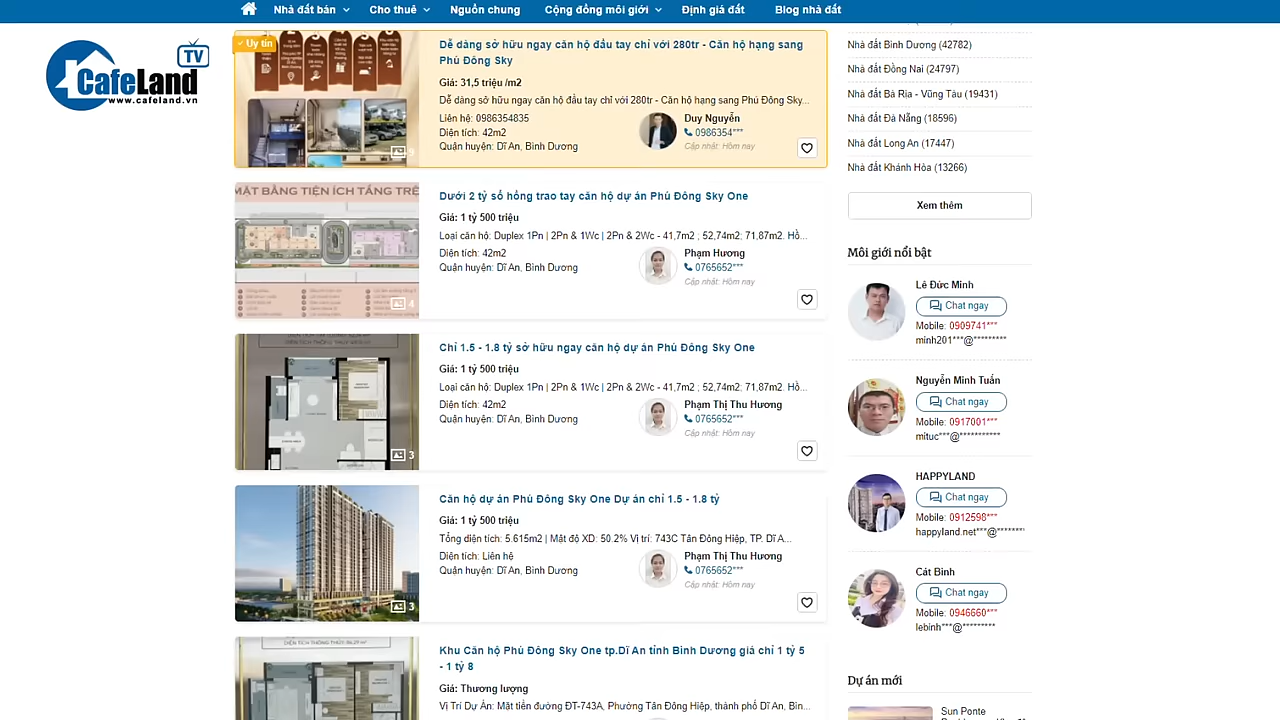 Nhà đất bán
Cho thuê
Nguồn chung
Cộng đồng môi giới
Định giá đất
Blog nhà đất
TV
CafeLand
www.cafeland.vn
✓ Uy tín
9
Dễ dàng sở hữu ngay căn hộ đầu tay chỉ với 280tr - Căn hộ hạng sang
Phú Đông Sky
Giá: 31,5 triệu /m2
Dễ dàng sở hữu ngay căn hộ đầu tay chỉ với 280tr - Căn hộ hạng sang Phú Đông Sky...
Liên hệ: 0986354835
Diện tích: 42m2
Quận huyện: Dĩ An, Bình Dương
Duy Nguyễn
0986354***
Cập nhật: Hôm nay
MẶT BẰNG TIỆN ÍCH TẦNG TRỆ
4
Dưới 2 tỷ sổ hồng trao tay căn hộ dự án Phú Đông Sky One
Giá: 1 tỷ 500 triệu
Loại căn hộ: Duplex 1Pn | 2Pn & 1Wc | 2Pn & 2Wc - 41,7m2 ; 52,74m2; 71,87m2. Hồ...
Diện tích: 42m2
Quận huyện: Dĩ An, Bình Dương
Phạm Hương
0765652***
Cập nhật: Hôm nay
3
Chỉ 1.5 - 1.8 tỷ sở hữu ngay căn hộ dự án Phú Đông Sky One
Giá: 1 tỷ 500 triệu
Loại căn hộ: Duplex 1Pn | 2Pn & 1Wc | 2Pn & 2Wc - 41,7m2 ; 52,74m2; 71,87m2. Hồ...
Diện tích: 42m2
Quận huyện: Dĩ An, Bình Dương
Phạm Thị Thu Hương
0765652***
Cập nhật: Hôm nay
3
Căn hộ dự án Phú Đông Sky One Dự án chỉ 1.5 - 1.8 tỷ
Giá: 1 tỷ 500 triệu
Tổng diện tích: 5.615m2 | Mật độ XD: 50.2% Vị trí: 743C Tân Đông Hiệp, TP. Dĩ A...
Diện tích: Liên hệ
Quận huyện: Dĩ An, Bình Dương
Phạm Thị Thu Hương
0765652***
Cập nhật: Hôm nay
Khu Căn hộ Phú Đông Sky One tp.Dĩ An tỉnh Bình Dương giá chỉ 1 tỷ 5
- 1 tỷ 8
Giá: Thương lượng
Vị Trí Dự Án: Mặt tiền đường ĐT-743A, Phường Tân Đông Hiệp, thành phố Dĩ An, Bìn...
Nhà đất Bình Dương (42782)
Nhà đất Đồng Nai (24797)
Nhà đất Bà Rịa - Vũng Tàu (19431)
Nhà đất Đà Nẵng (18596)
Nhà đất Long An (17447)
Nhà đất Khánh Hòa (13266)
Xem thêm
Môi giới nổi bật
Lê Đức Minh
Chat ngay
Mobile: 0909741***
minh201***@*********
Nguyễn Minh Tuấn
Chat ngay
Mobile: 0917001***
mituc***@***********
HAPPYLAND
Chat ngay
Mobile: 0912598***
happyland.net***@*******
Cát Bình
Chat ngay
Mobile: 0946660***
lebinh***@*********
Dự án mới
Sun Ponte